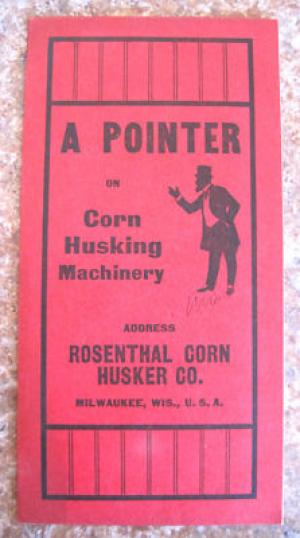 A POINTER
ON
Corn
Husking
Machinery
ADDRESS
ROSENTHAL CORN
HUSKER CO.
MILWAUKEE, WIS., U. S. A.